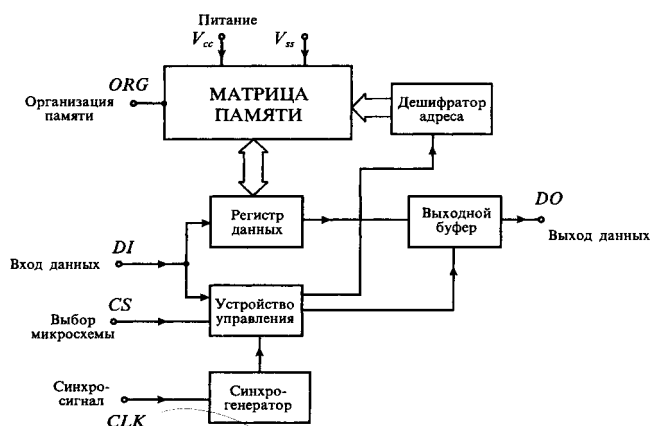 Питание
Vcc
Vss
ORG
Организация
памяти
МАТРИЦА
ПАМЯТИ
Дешифратор
адреса
Регистр
данных
Выходной
буфер
DO
Выход данных
DI
Вход данных
CS
Выбор
микросхемы
Устройство
управления
Синхро-
сигнал
CLK
Синхро-
генератор